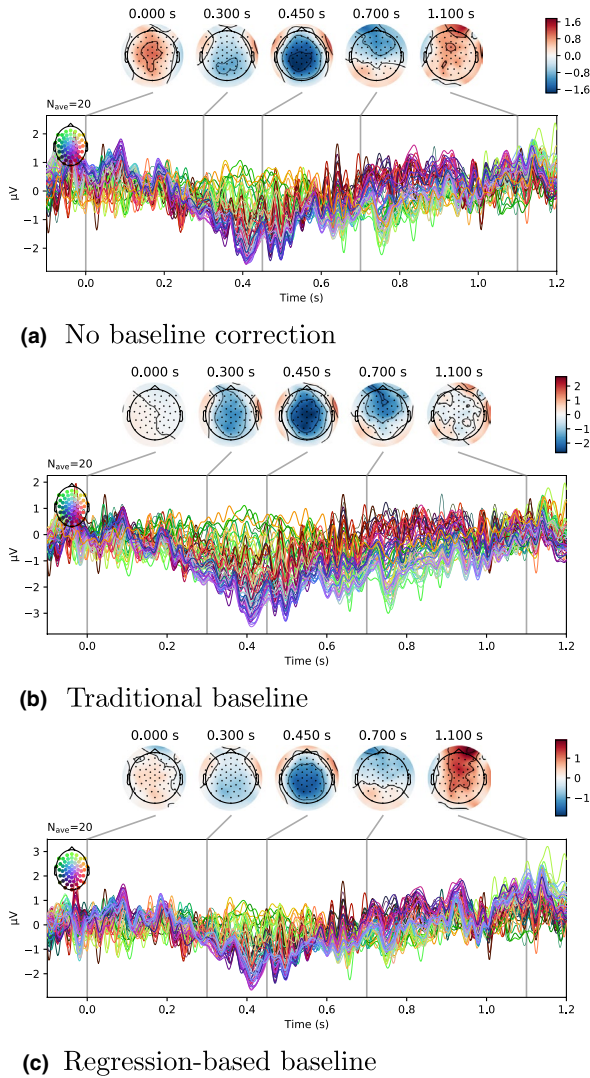 0.000 s 0.300 s 0.450 s 0.700 s 1.100 s
1.6
0.8
0.0
−0.8
−1.6
Nave=20
2
1
0
−1
−2
µV
0.0 0.2 0.4 0.6 0.8 1.0 1.2
Time (s)
(a) No baseline correction
0.000 s 0.300 s 0.450 s 0.700 s 1.100 s
2
1
0
−1
−2
Nave=20
2
1
0
−1
−2
−3
µV
0.0 0.2 0.4 0.6 0.8 1.0 1.2
Time (s)
(b) Traditional baseline
0.000 s 0.300 s 0.450 s 0.700 s 1.100 s
1
0
−1
Nave=20
3
2
1
0
−1
−2
µV
0.0 0.2 0.4 0.6 0.8 1.0 1.2
Time (s)
(c) Regression-based baseline